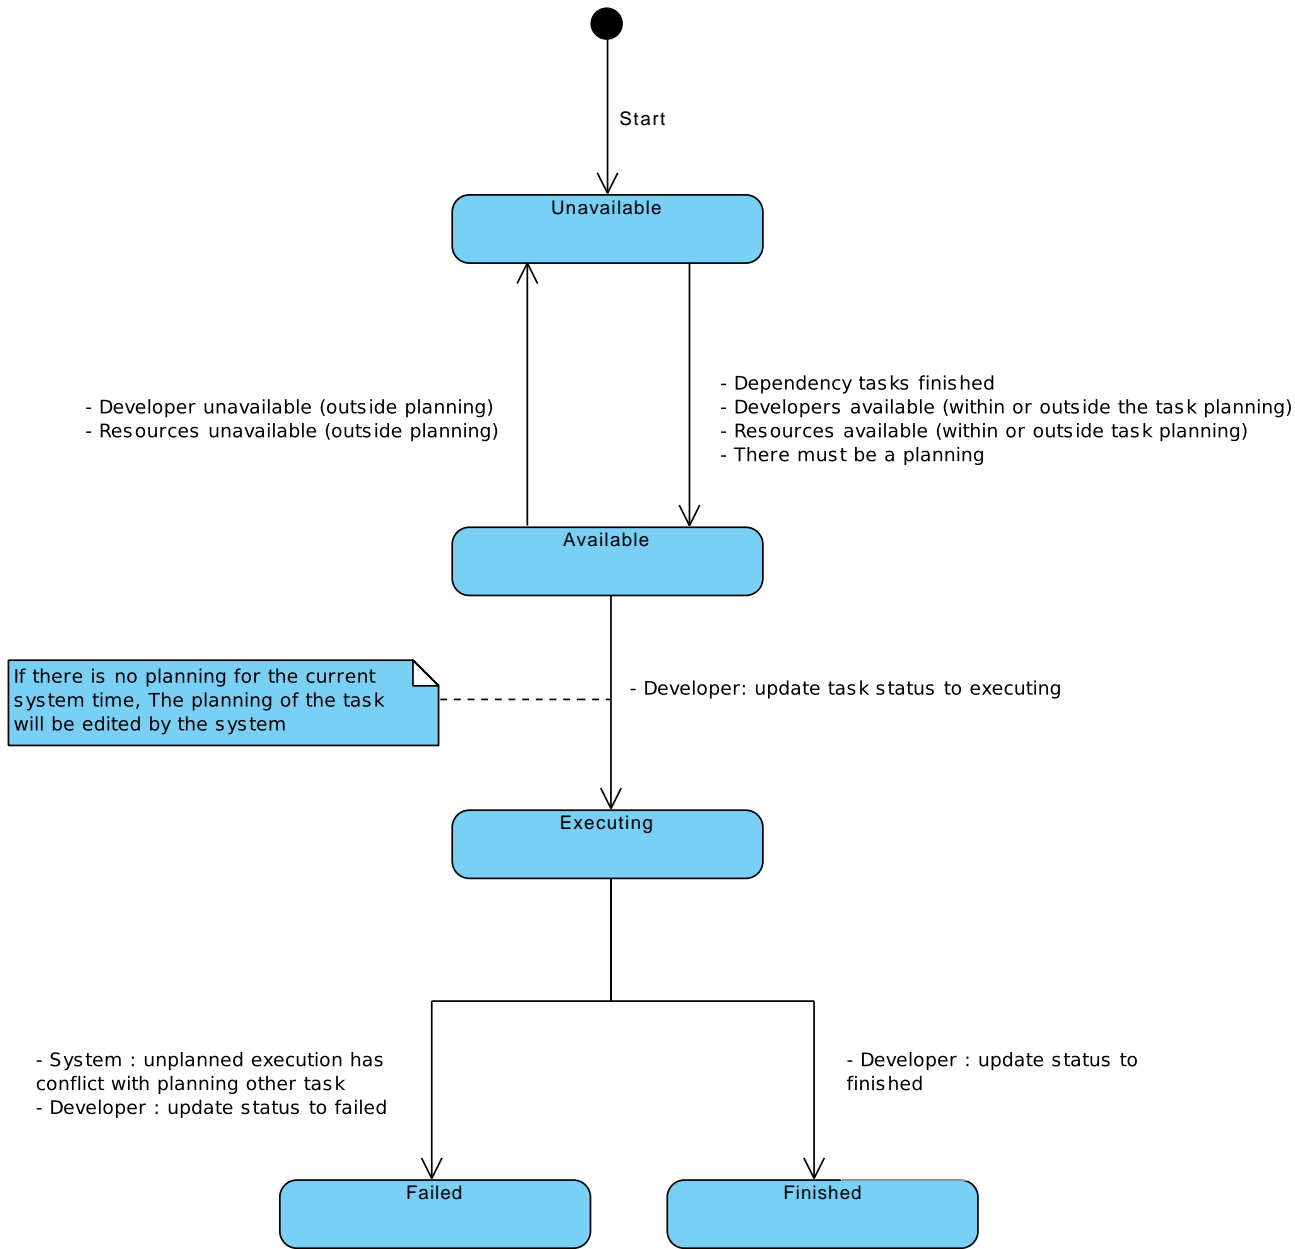 Start
Unavailable
- Developer unavailable (outside planning)
- Resources unavailable (outside planning)
- Dependency tasks finished
- Developers available (within or outside the task planning)
- Resources available (within or outside task planning)
- There must be a planning
Available
If there is no planning for the current
system time, The planning of the task
will be edited by the system
- Developer: update task status to executing
Executing
- System : unplanned execution has
conflict with planning other task
- Developer : update status to failed
- Developer : update status to
finished
Failed
Finished